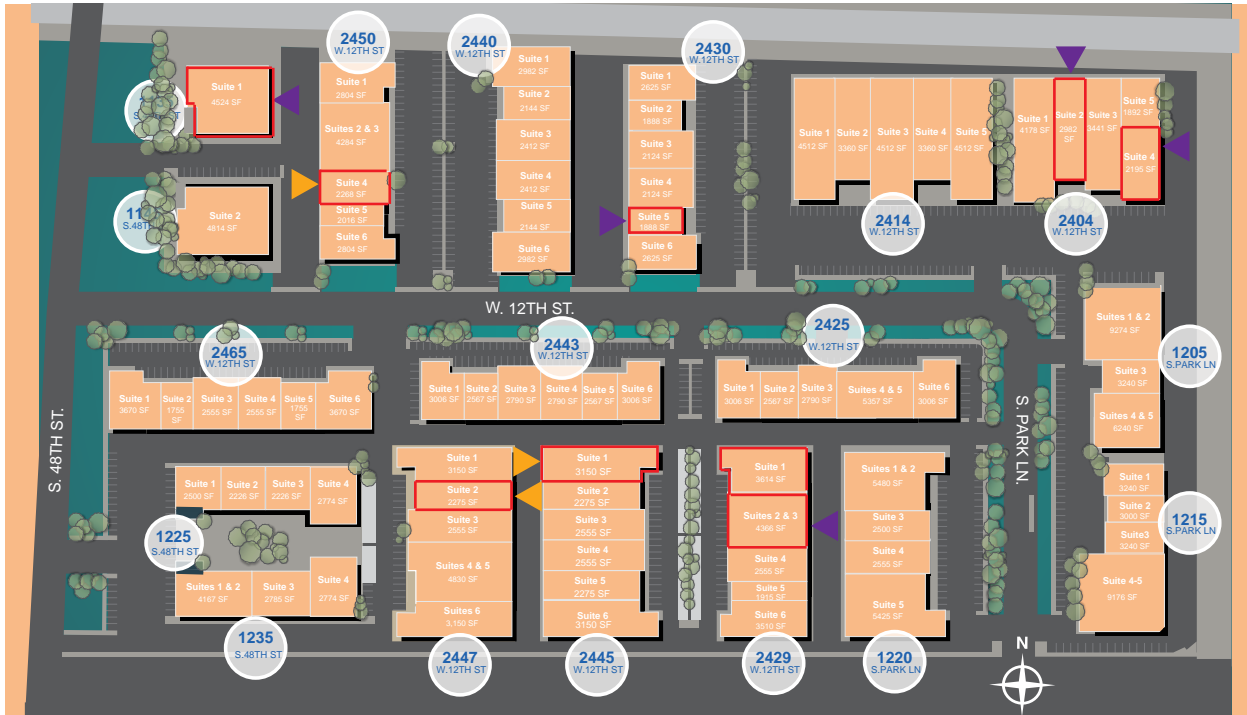 2450
W.12TH ST
2440
W.12TH ST
2430
W.12TH ST
Suite 1
4524 SF
Suite 2
4814 SF
S.48TH
Suite 1
2804 SF
Suites 2 & 3
4284 SF
Suite 4
2268 SF
Suite 5
2016 SF
Suite 6
2804 SF
Suite 1
2982 SF
Suite 2
2144 SF
Suite 3
2412 SF
Suite 4
2412 SF
Suite 5
2144 SF
Suite 6
2982 SF
Suite 1
2625 SF
Suite 2
1888 SF
Suite 3
2124 SF
Suite 4
2124 SF
Suite 5
1888 SF
Suite 6
2625 SF
Suite 1
4512 SF
Suite 2
3360 SF
Suite 3
4512 SF
Suite 4
3360 SF
Suite 5
4512 SF
2414
W.12TH ST
Suite 1
4178 SF
Suite 2
2982
SF
Suite 3
3441 SF
Suite 5
1892 SF
Suite 4
2195 SF
2404
W.12TH ST
W. 12TH ST.
2465
W.12TH ST
2443
W.12TH ST
2425
W.12TH ST
Suite 1
3670 SF
Suite 2
1755
SF
Suite 3
2555 SF
Suite 4
2555 SF
Suite 5
1755
SF
Suite 6
3670 SF
Suite 1
3006 SF
Suite 2
2567 SF
Suite 3
2790 SF
Suite 4
2790 SF
Suite 5
2567 SF
Suite 6
3006 SF
Suite 1
3006 SF
Suite 2
2567 SF
Suite 3
2790 SF
Suites 4 & 5
5357 SF
Suite 6
3006 SF
Suites 1 & 2
9274 SF
Suite 3
3240 SF
Suites 4 & 5
6240 SF
1205
S.PARK LN
S. 48TH ST.
S. PARK LN.
Suite 1
2500 SF
Suite 2
2226 SF
Suite 3
2226 SF
Suite 4
2774 SF
1225
S.48TH ST
Suites 1 & 2
4167 SF
Suite 3
2785 SF
Suite 4
2774 SF
1235
S.48TH ST
Suite 1
3150 SF
Suite 2
2275 SF
Suite 3
2555 SF
Suites 4 & 5
4830 SF
Suites 6
3,150 SF
2447
W.12TH ST
Suite 1
3150 SF
Suite 2
2275 SF
Suite 3
2555 SF
Suite 4
2555 SF
Suite 5
2275 SF
Suite 6
3150 SF
2445
W.12TH ST
Suite 1
3614 SF
Suites 2 & 3
4366 SF
Suite 4
2555 SF
Suite 5
1915 SF
Suite 6
3510 SF
2429
W.12TH ST
Suites 1 & 2
5480 SF
Suite 3
2500 SF
Suite 4
2555 SF
Suite 5
5425 SF
1220
S.PARK LN
Suite 1
3240 SF
Suite 2
3000 SF
Suite3
3240 SF
Suite 4-5
9176 SF
1215
S.PARK LN
N